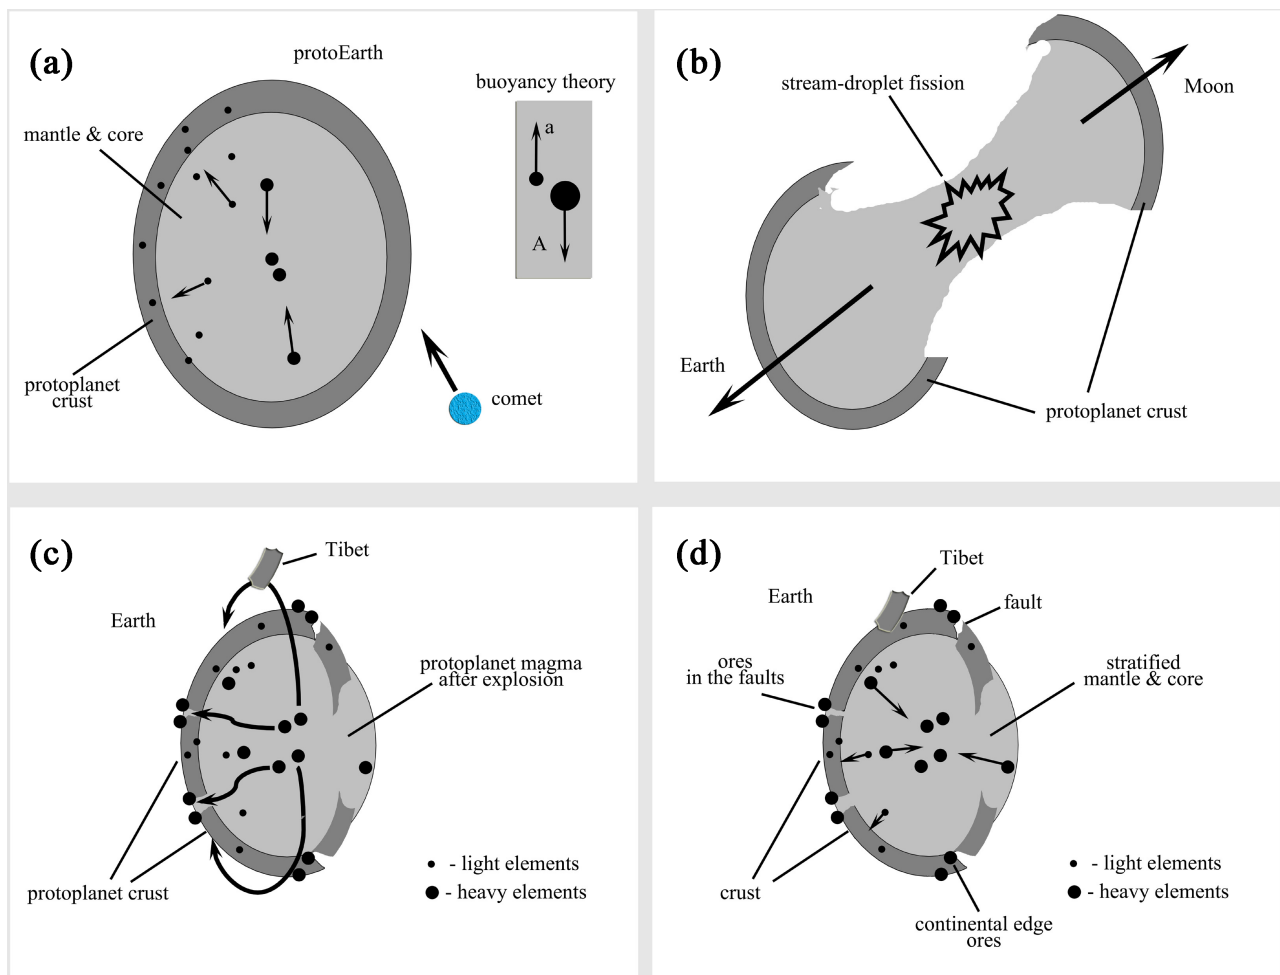 (a)
protoEarth
buoyancy theory
a
A
mantle & core
protoplanet
crust
comet
(b)
stream-droplet fission
Moon
Earth
protoplanet crust
(c)
Tibet
Earth
protoplanet magma
after explosion
protoplanet crust
- light elements
- heavy elements
(d)
Tibet
Earth
fault
ores
in the faults
stratified
mantle & core
crust
- light elements
- heavy elements
continental edge
ores